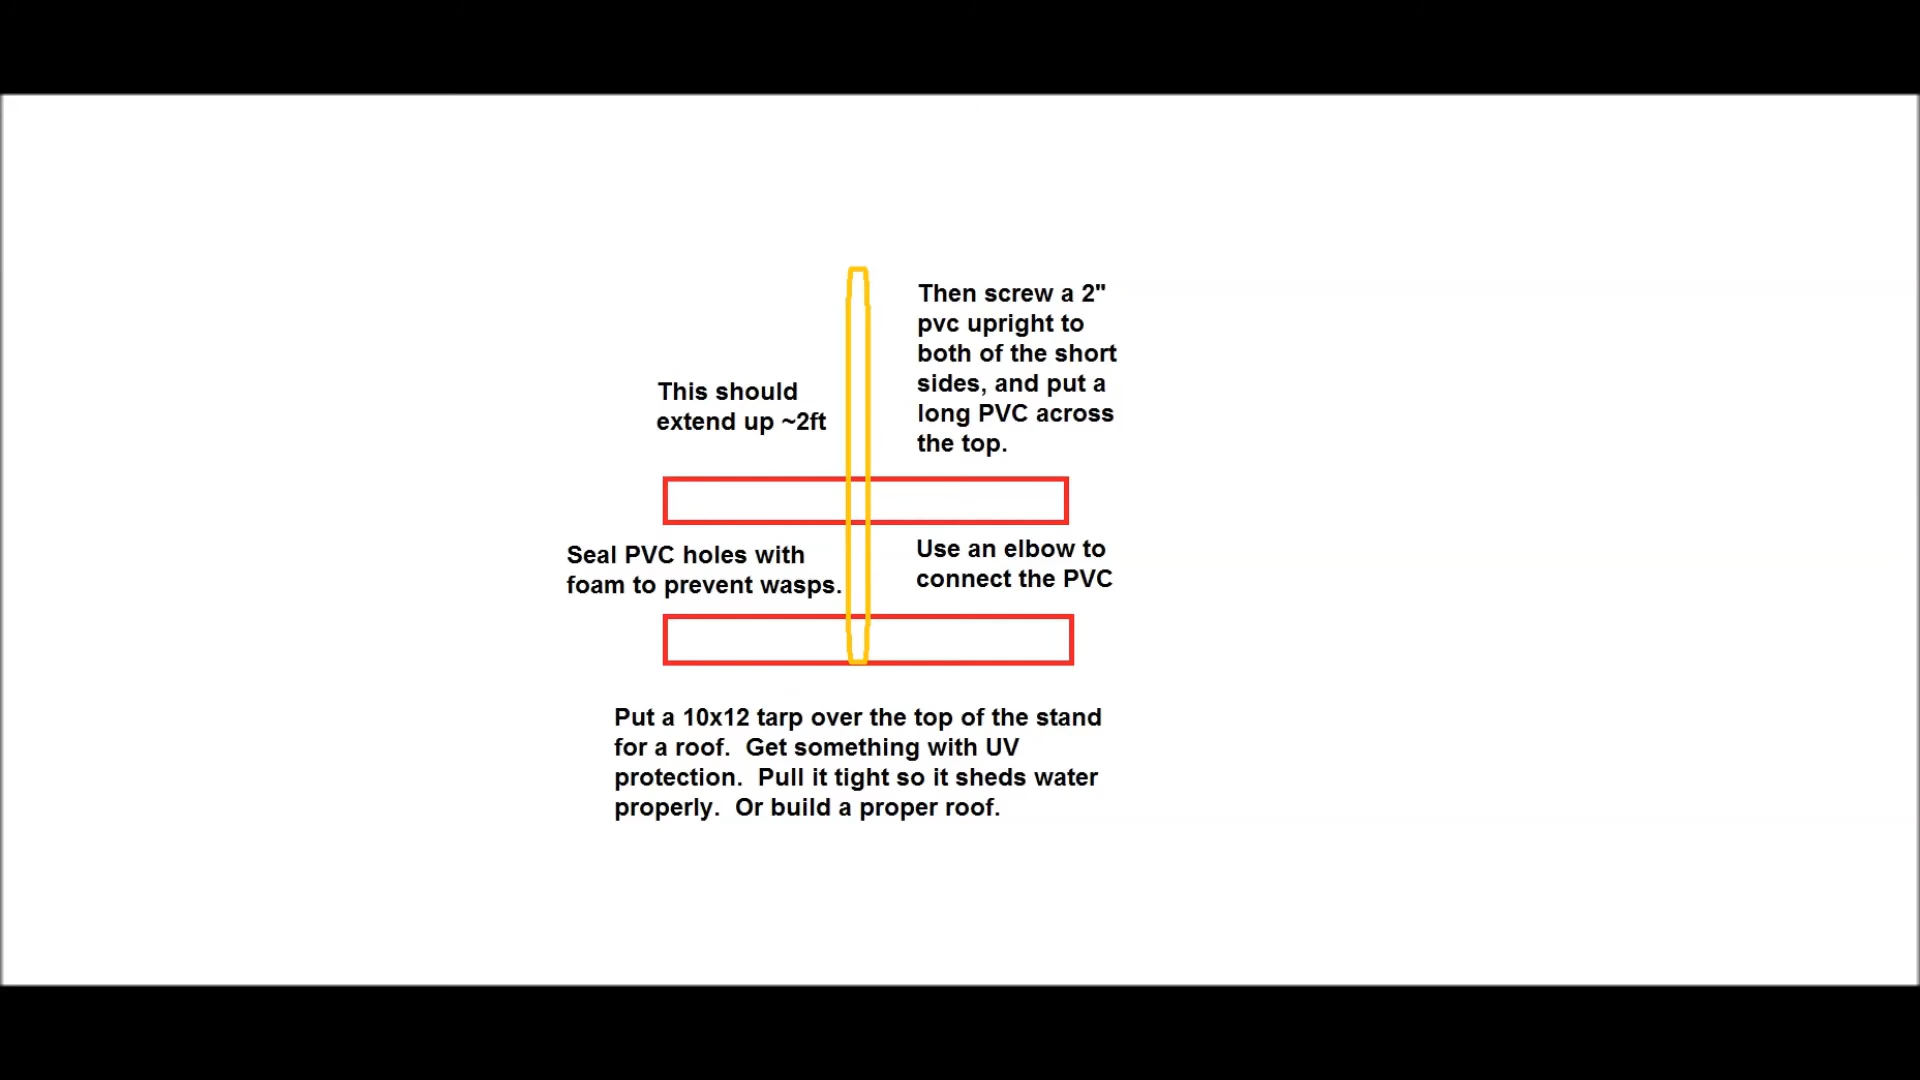 Then screw a 2"
pvc upright to
both of the short
sides, and put a
long PVC across
the top.
This should
extend up ~2ft
Use an elbow to
connect the PVC
Seal PVC holes with
foam to prevent wasps.
Put a 10x12 tarp over the top of the stand
for a roof.  Get something with UV
protection.  Pull it tight so it sheds water
properly.  Or build a proper roof.